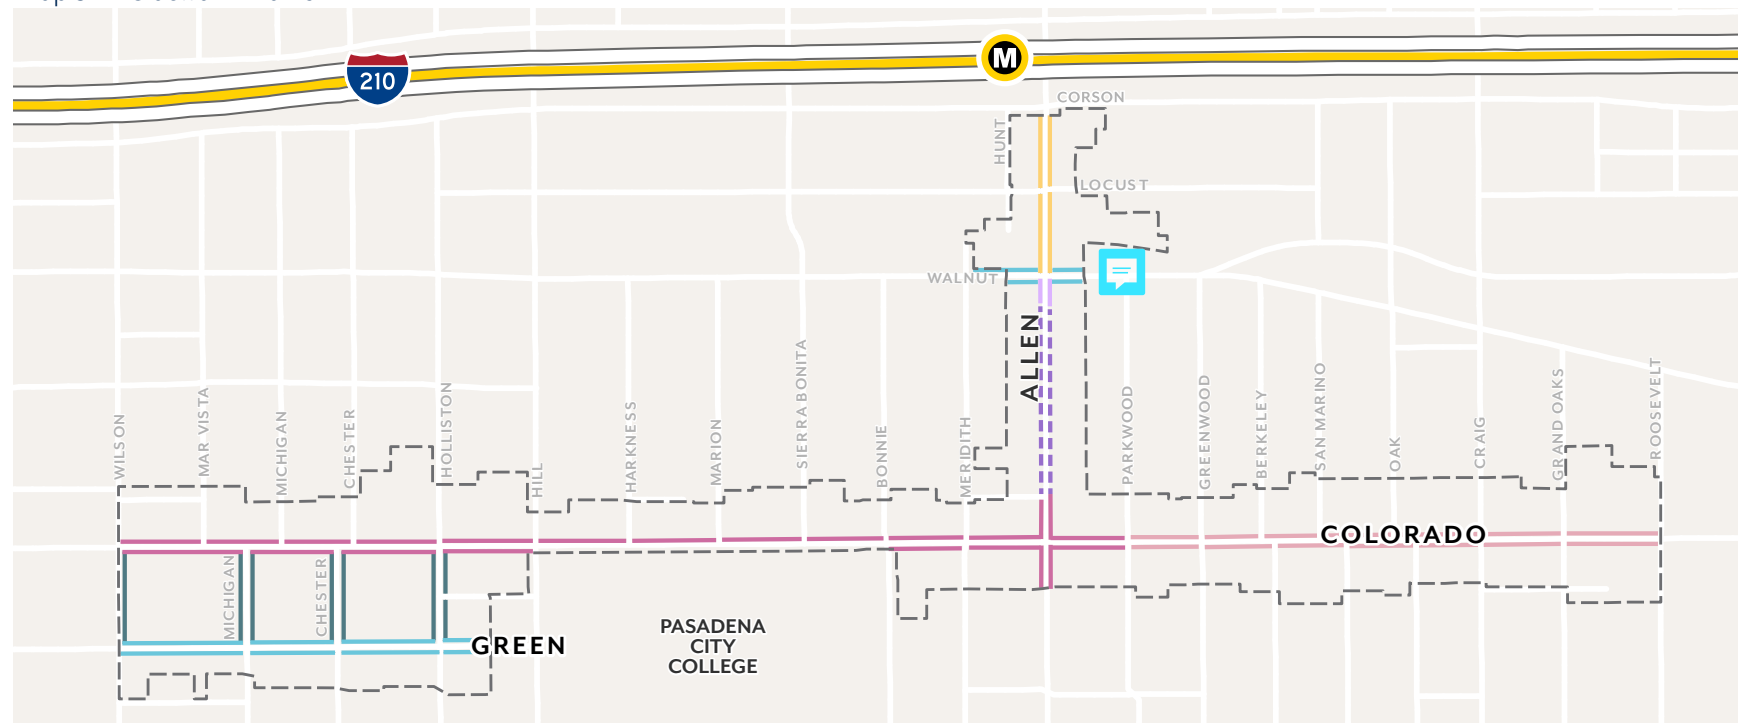 210
M
CORSON
HUNT
LOCUST
WALNUT
ALLEN
WILSON
MAR VISTA
MICHIGAN
CHESTER
HOLLISTON
HILL
HARKNESS
MARION
SIERRA BONITA
BONNIE
MERIDITH
PARKWOOD
GREENWOOD
BERKELEY
SAN MARINO
OAK
CRAIG
GRAND OAKS
ROOSEVELT
COLORADO
MICHIGAN
CHESTER
GREEN
PASADENA
CITY
COLLEGE